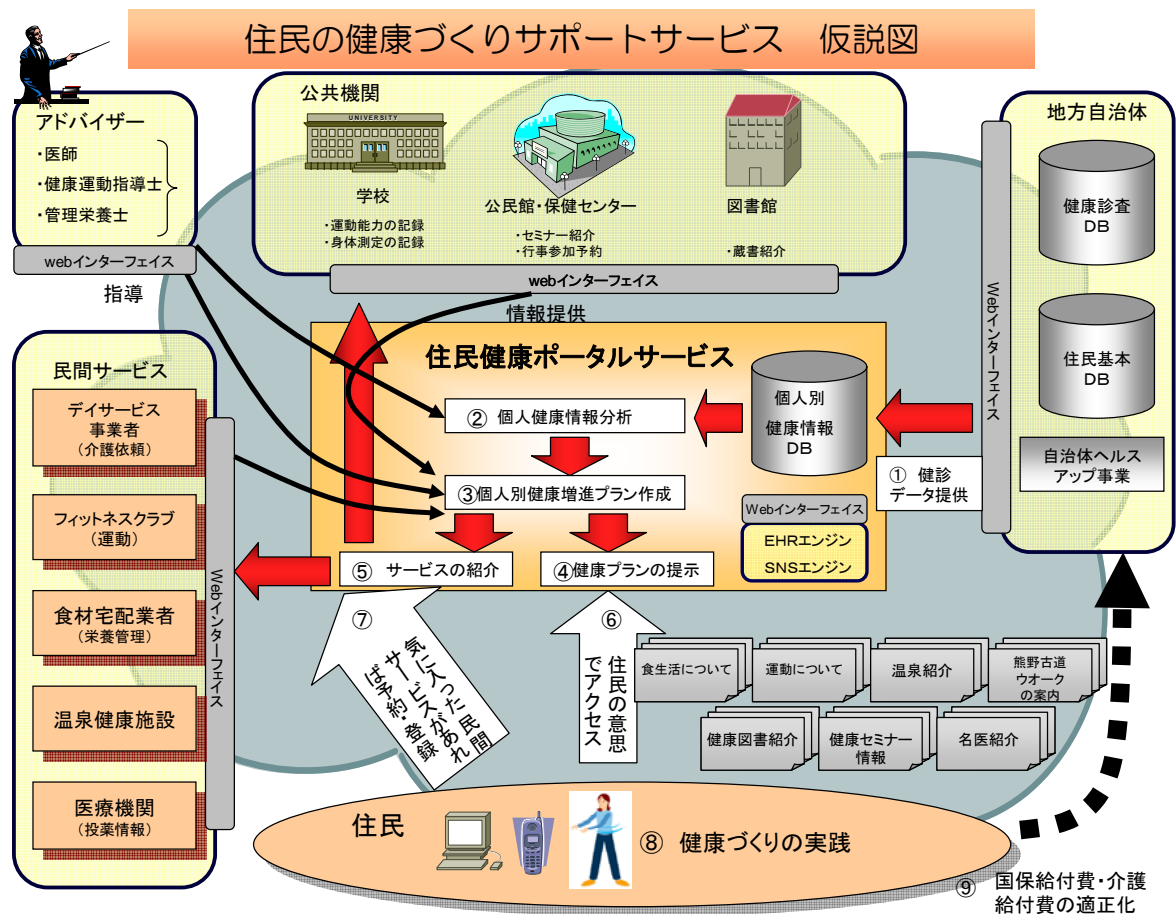 住民の健康づくりサポートサービス　仮説図
アドバイザー
・医師
・健康運動指導士
・管理栄養士
webインターフェイス
指導
公共機関
UNIVERSITY
学校
・運動能力の記録
・身体測定の記録
公民館・保健センター
・セミナー紹介
・行事参加予約
図書館
・蔵書紹介
webインターフェイス
情報提供
地方自治体
健康診査
DB
住民基本
DB
自治体ヘルス
アップ事業
Webインターフェイス
① 健診
データ提供
民間サービス
デイサービス
事業者
(介護依頼)
フィットネスクラブ
(運動)
食材宅配業者
(栄養管理)
温泉健康施設
医療機関
(投薬情報)
Webインターフェイス
住民健康ポータルサービス
② 個人健康情報分析
③個人別健康増進プラン作成
⑤ サービスの紹介
④健康プランの提示
個人別
健康情報
DB
Webインターフェイス
EHRエンジン
SNSエンジン
⑦
気に入った民間
サービスがあれ
ば予約・登録
⑥
住民の意思
でアクセス
食生活について
運動について
温泉紹介
熊野古道
ウオーク
の案内
健康図書紹介
健康セミナー
情報
名医紹介
住民
⑧ 健康づくりの実践
⑨ 国保給付費・介護
給付費の適正化